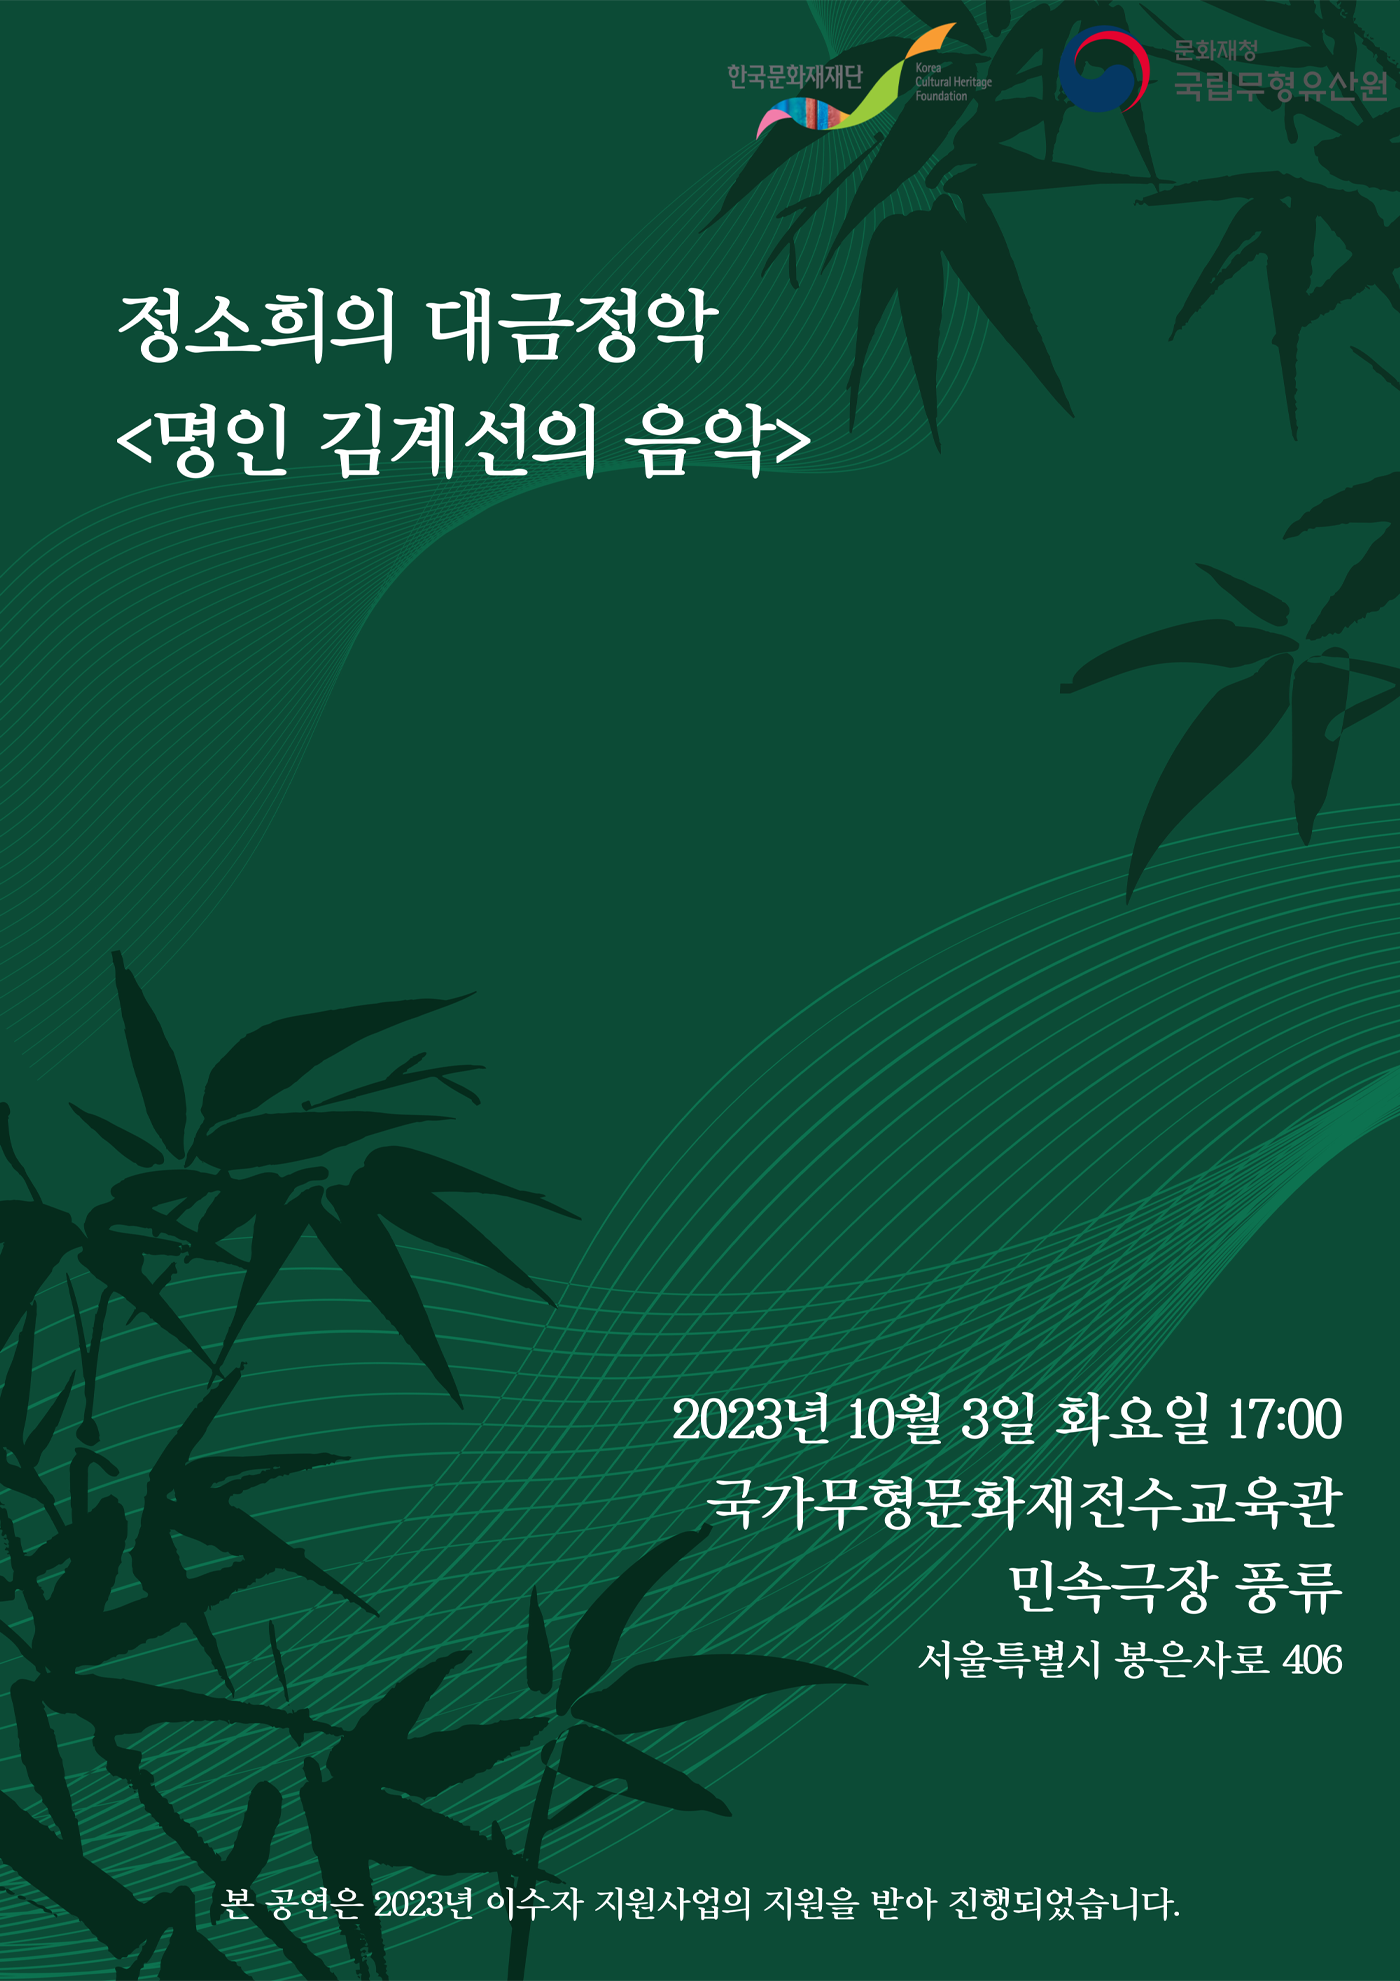 한국문화재재단
Korea
Cultural Heritage
Foundation
문화재청
국립무형유산원
정소희의 대금정악
<명인 김계선의 음악>
2023년 10월 3일 화요일 17:00
국가무형문화재전수교육관
민속극장 풍류
서울특별시 봉은사로 406
본 공연은 2023년 이수자 지원사업의 지원을 받아 진행되었습니다.